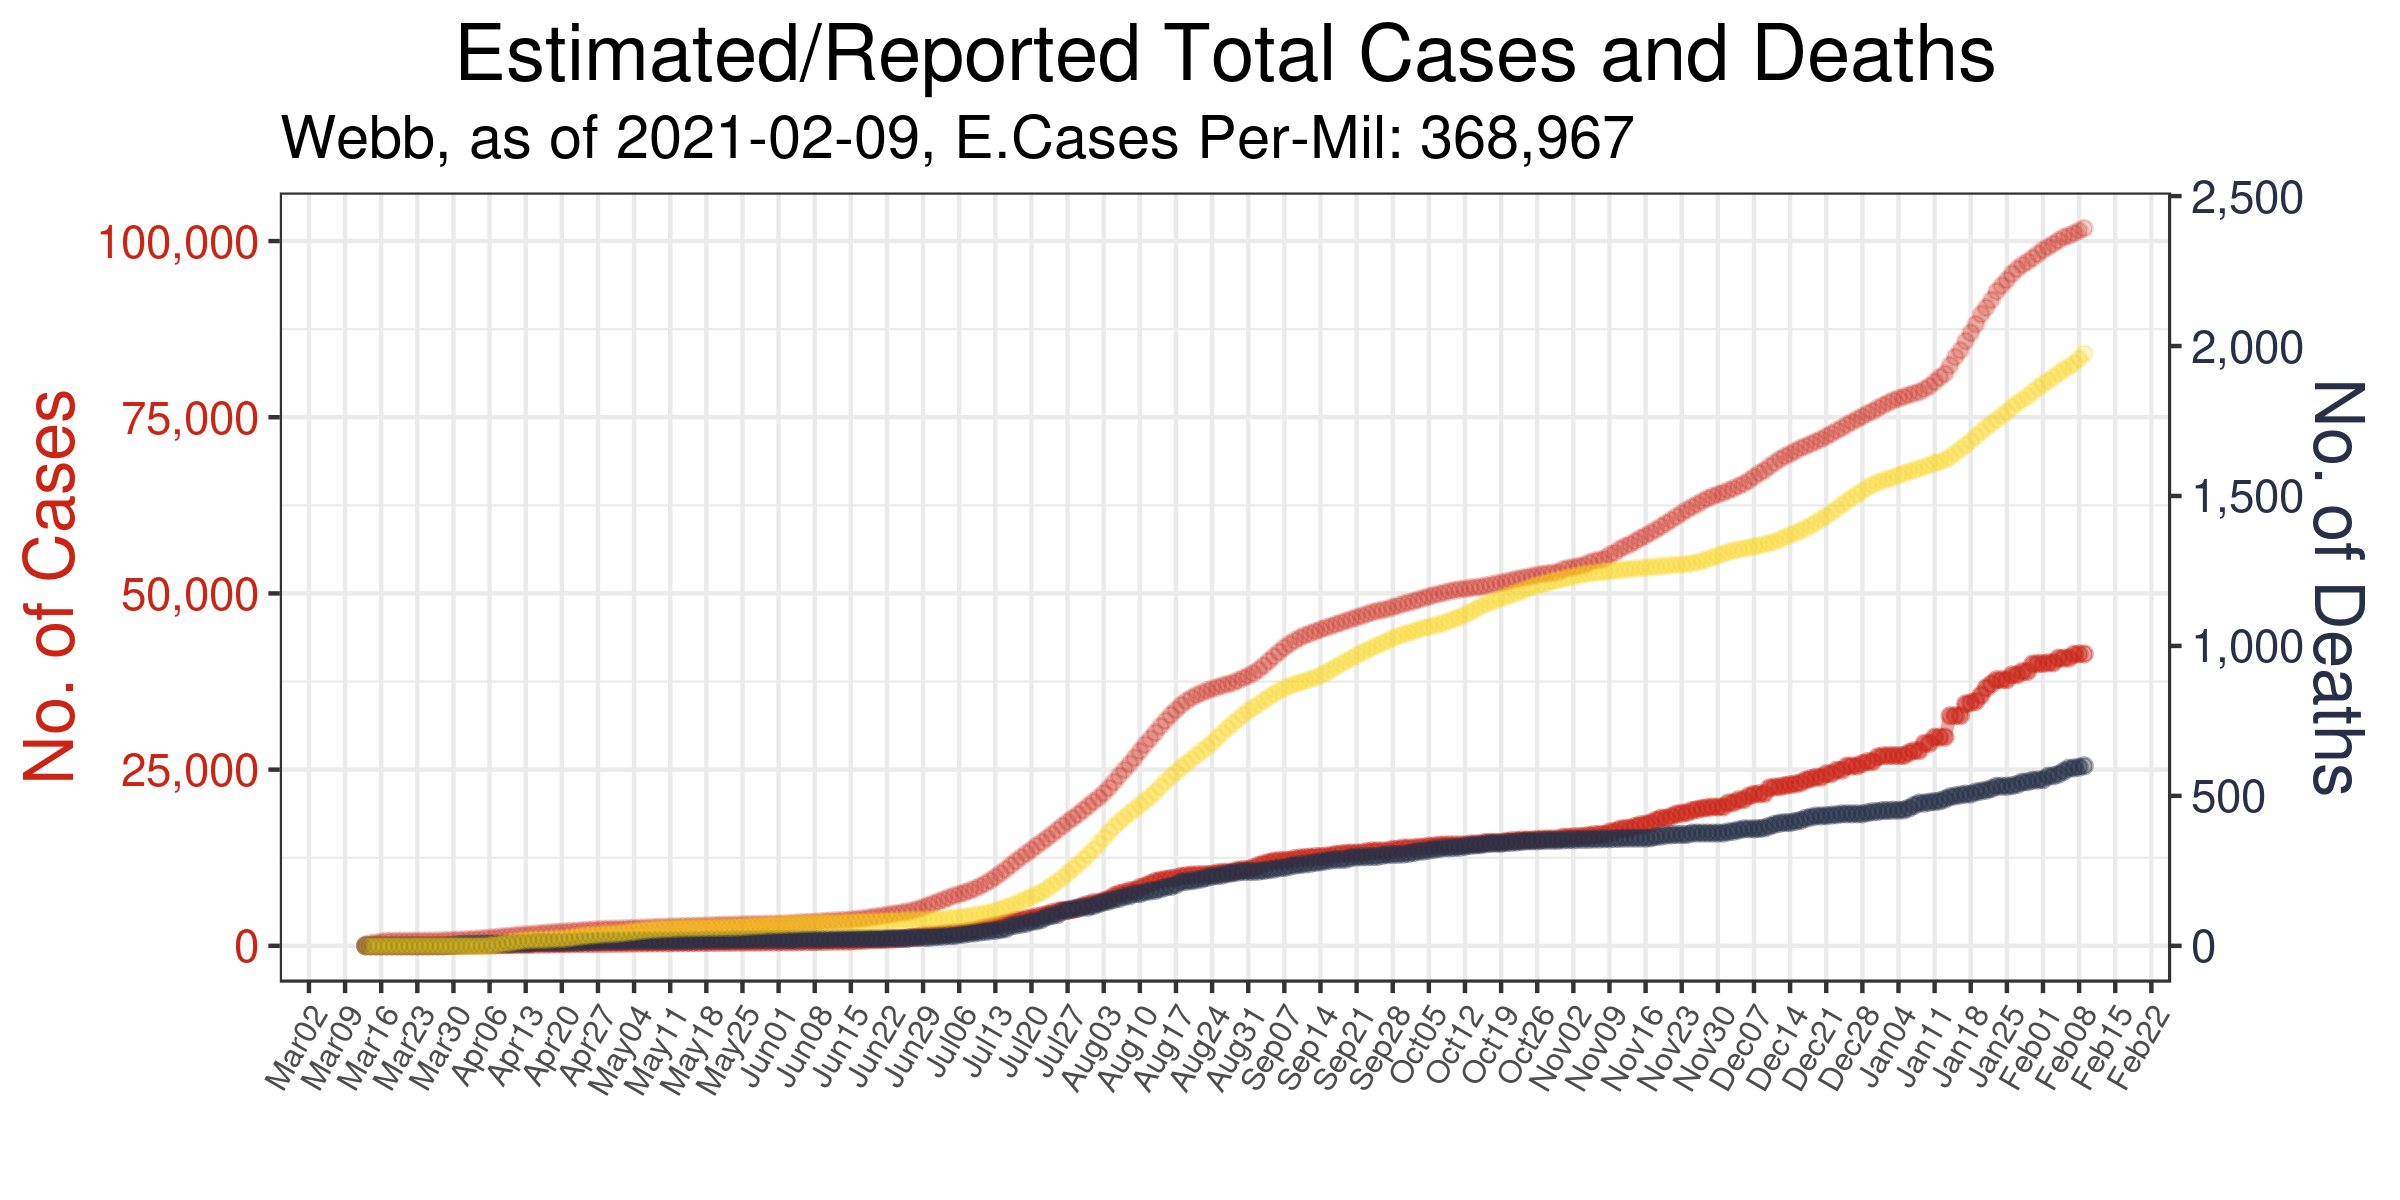 Estimated/Reported Total Cases and Deaths
Webb, as of 2021-02-09, E.Cases Per-Mil: 368,967
No. of Cases
100,000
75,000
50,000
25,000
0
2,500
2,000
1,500
1,000
500
0
No. of Deaths
Mar02
Mar09
Mar16
Mar23
Mar30
Apr06
Apr13
Apr20
Apr27
May04
May11
May18
May25
Jun01
Jun08
Jun15
Jun22
Jun29
Jul06
Jul13
Jul20
Jul27
Aug03
Aug10
Aug17
Aug24
Aug31
Sep07
Sep14
Sep21
Sep28
Oct05
Oct12
Oct19
Oct26
Nov02
Nov09
Nov16
Nov23
Nov30
Dec07
Dec14
Dec21
Dec28
Jan04
Jan11
Jan18
Jan25
Feb01
Feb08
Feb15
Feb22